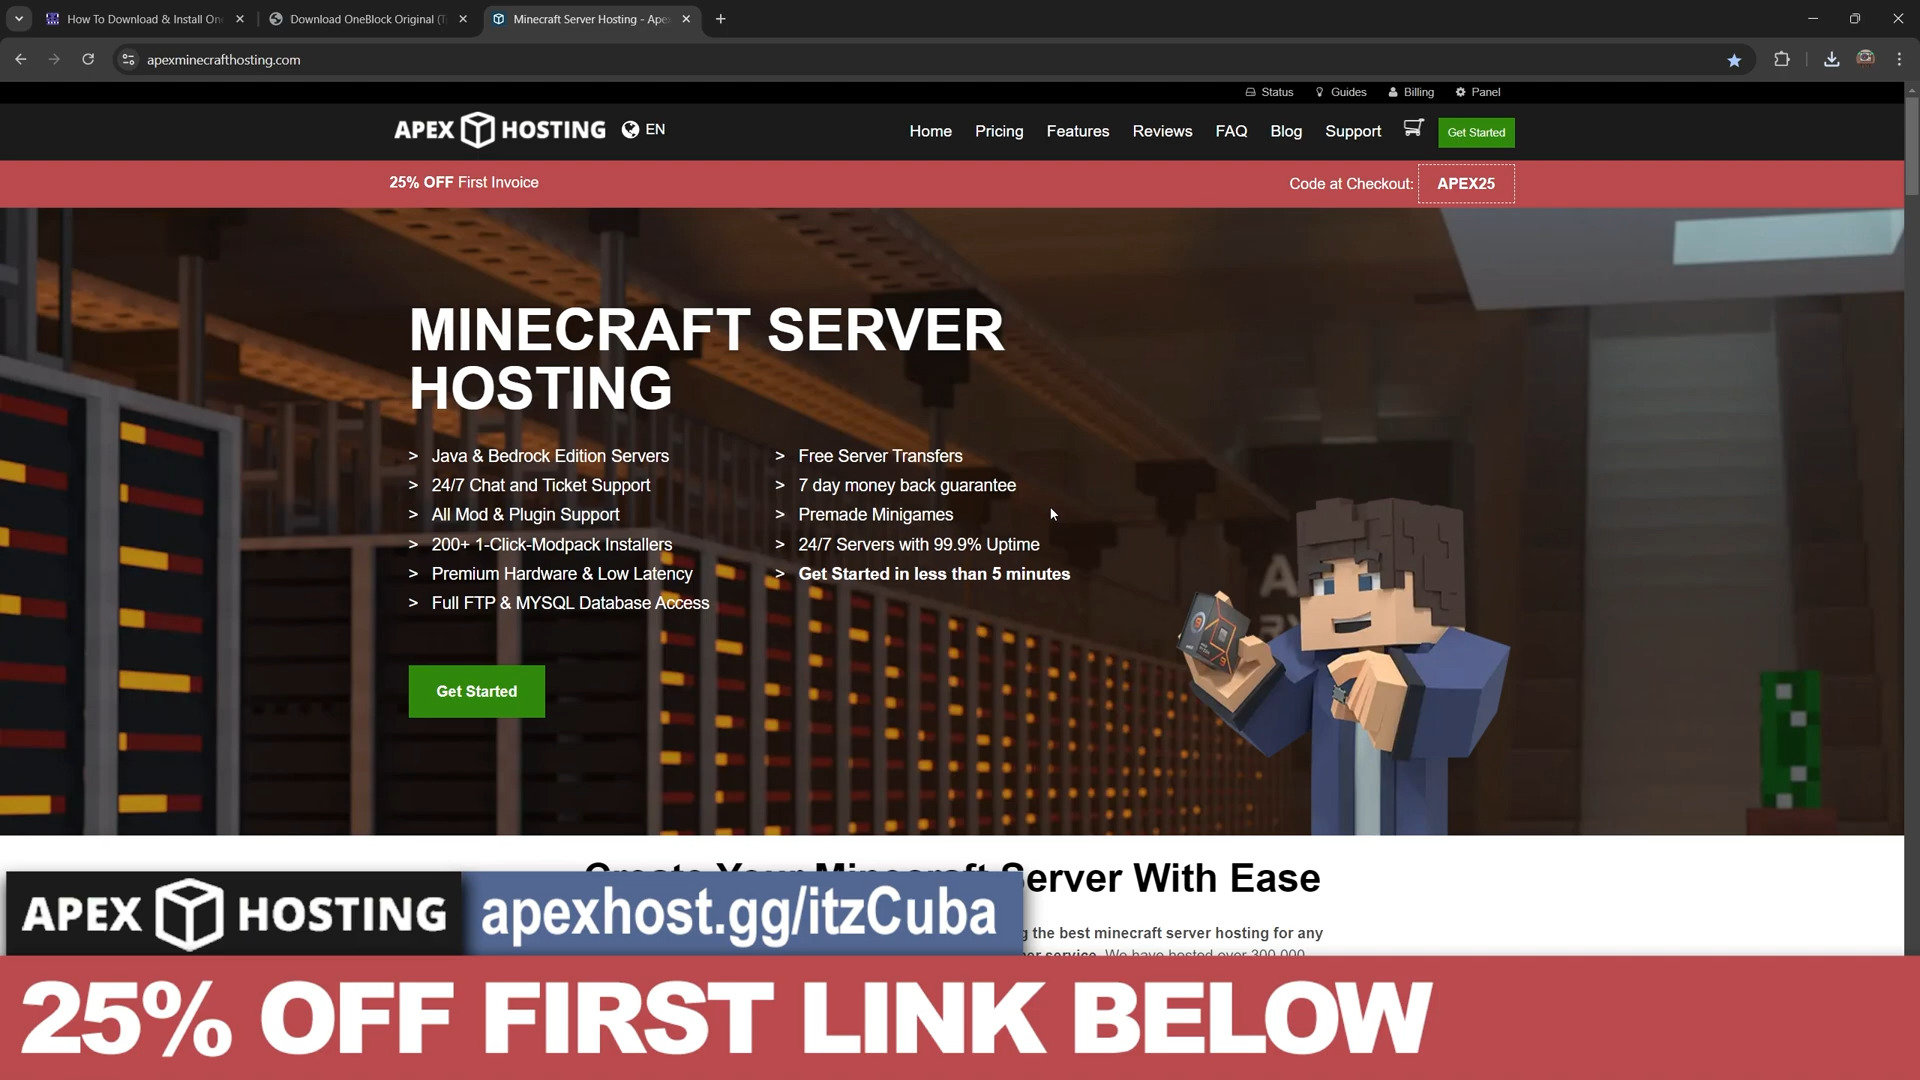 How To Download & Install On
Download OneBlock Original (T
Minecraft Server Hosting - Apex
apexminecrafthosting.com
Status
Guides
Billing
Panel
APEX HOSTING
EN
Home
Pricing
Features
Reviews
FAQ
Blog
Support
Get Started
25% OFF First Invoice
Code at Checkout: APEX25
MINECRAFT SERVER
HOSTING
> Java & Bedrock Edition Servers
> 24/7 Chat and Ticket Support
> All Mod & Plugin Support
> 200+ 1-Click-Modpack Installers
> Premium Hardware & Low Latency
> Full FTP & MYSQL Database Access
> Free Server Transfers
> 7 day money back guarantee
> Premade Minigames
> 24/7 Servers with 99.9% Uptime
> Get Started in less than 5 minutes
Get Started
Create Your Minecraft Server With Ease
the best minecraft server hosting for any
service. We have hosted over 300,000
APEX HOSTING
apexhost.gg/itzCuba
25% OFF FIRST LINK BELOW